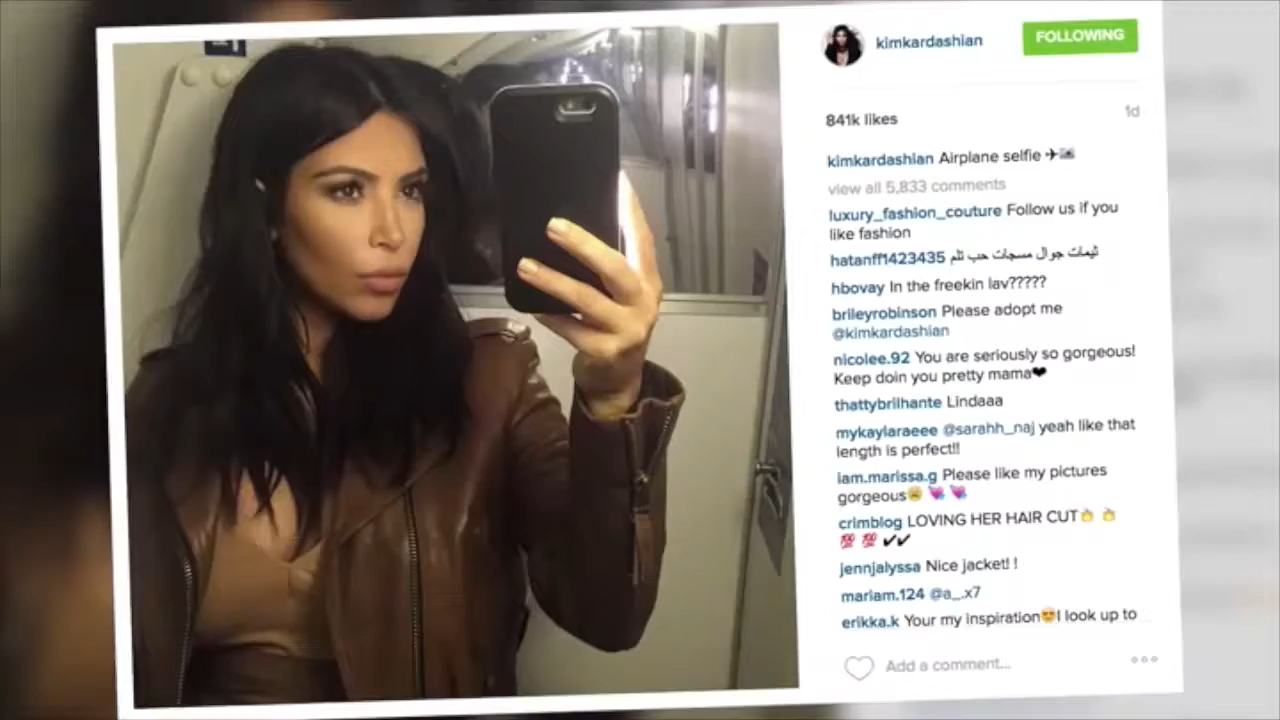 kimkardashian
FOLLOWING
841k likes
1d
kimkardashian Airplane selfie ✈
view all 5,833 comments
luxury_fashion_couture Follow us if you
like fashion
hatanff1423435 ثيمات جوال مسجات حب تلم
hbovay In the freekin lav?????
brileyrobinson Please adopt me
@kimkardashian
nicolee.92 You are seriously so gorgeous!
Keep doin you pretty mama❤
thattybrilhante Lindaaa
mykaylaraeee @sarahh_naj yeah like that
length is perfect!!
iam.marissa.g Please like my pictures
gorgeous😩 💘 💘
crimblog LOVING HER HAIR CUT👏 👏
💯 💯 ✔✔
jennjalyssa Nice jacket! !
mariam.124 @a_.x7
erikka.k Your my inspiration😍I look up to
Add a comment...